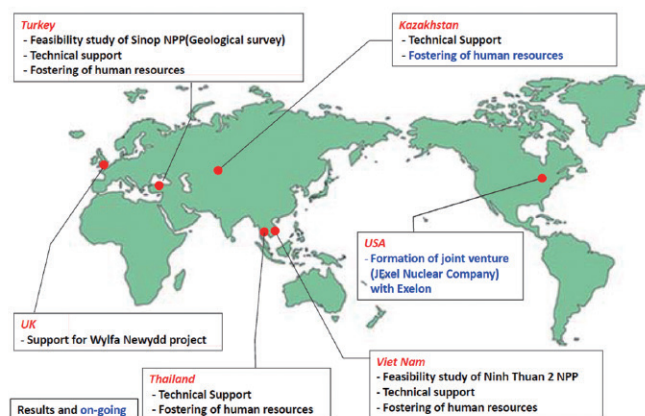 Turkey
- Feasibility study of Sinop NPP(Geological survey)
- Technical support
- Fostering of human resources
Kazakhstan
- Technical Support
- Fostering of human resources
USA
- Formation of joint venture
(JExel Nuclear Company)
with Exelon
UK
- Support for Wylfa Newydd project
Thailand
- Technical Support
- Fostering of human resources
Viet Nam
- Feasibility study of Ninh Thuan 2 NPP
- Technical support
- Fostering of human resources
Results and on-going